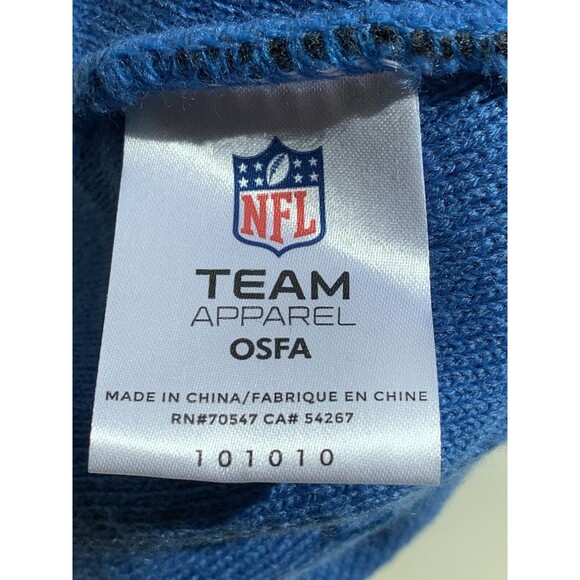 NFL
TEAM
APPAREL
OSFA
MADE IN CHINA/FABRIQUE EN CHINE
RN#70547 CA# 54267
101010